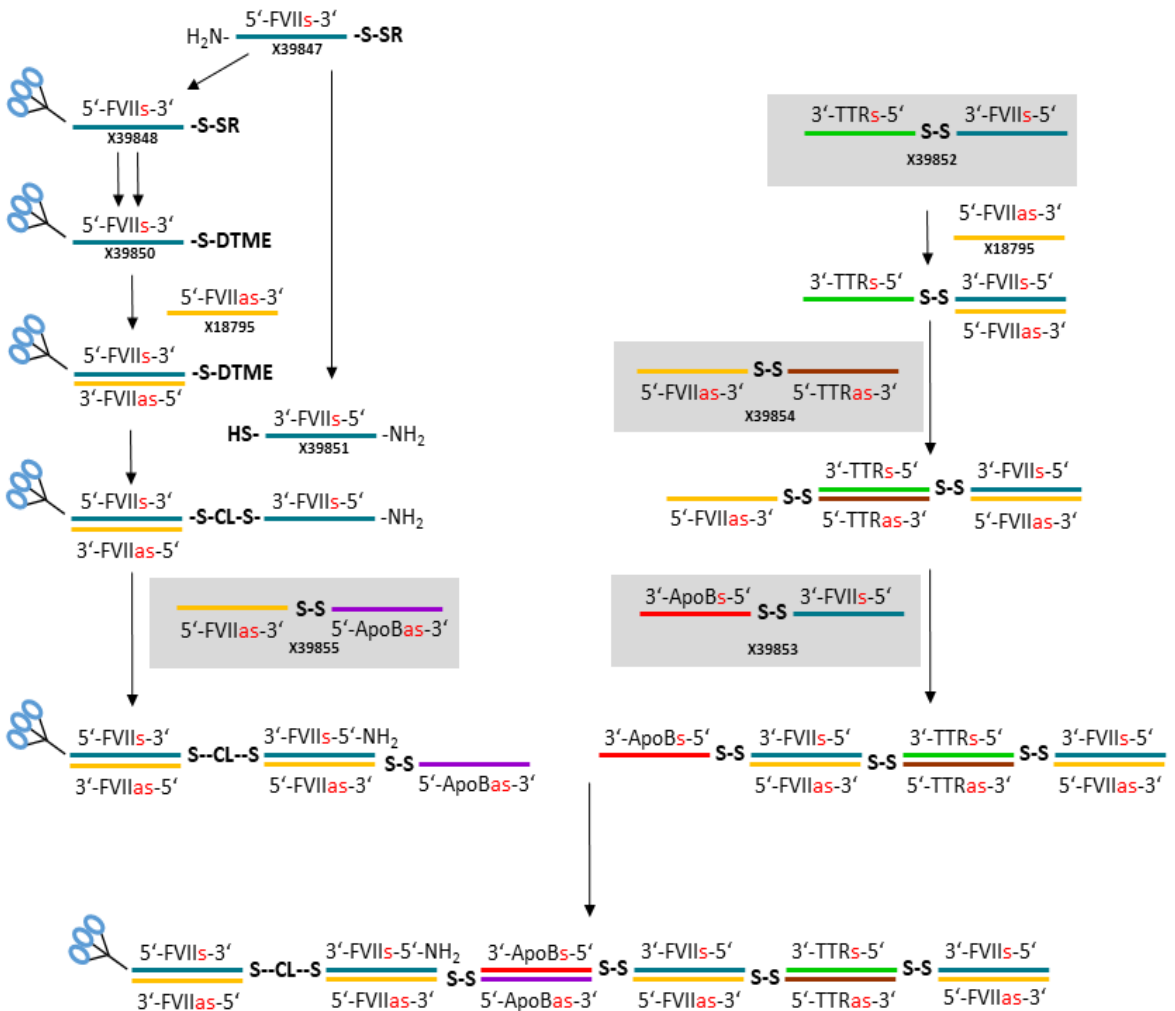 5‘-FVIIs-3‘
H₂N- -S-SR
X39847
5‘-FVIIs-3‘
-S-SR
X39848
5‘-FVIIs-3‘
-S-DTME
X39850
5‘-FVIIas-3‘
X18795
5‘-FVIIs-3‘
-S-DTME
3‘-FVIIas-5‘
3‘-FVIIs-5‘
HS- -NH₂
X39851
5‘-FVIIs-3‘ 3‘-FVIIs-5‘
-S-CL-S- -NH₂
3‘-FVIIas-5‘
S-S
5‘-FVIIas-3‘ 5‘-ApoBas-3‘
X39855
5‘-FVIIs-3‘ 3‘-FVIIs-5‘-NH₂
S--CL--S S-S
3‘-FVIIas-5‘ 5‘-FVIIas-3‘ 5‘-ApoBas-3‘
3‘-TTRs-5‘ 3‘-FVIIs-5‘
S-S
X39852
5‘-FVIIas-3‘
X18795
3‘-TTRs-5‘ 3‘-FVIIs-5‘
S-S
5‘-FVIIas-3‘
S-S
5‘-FVIIas-3‘ 5‘-TTRas-3‘
X39854
3‘-TTRs-5‘ 3‘-FVIIs-5‘
S-S S-S
5‘-FVIIas-3‘ 5‘-TTRas-3‘ 5‘-FVIIas-3‘
3‘-ApoBs-5‘ 3‘-FVIIs-5‘
S-S
X39853
3‘-ApoBs-5‘ 3‘-FVIIs-5‘ 3‘-TTRs-5‘ 3‘-FVIIs-5‘
S-S S-S S-S
5‘-FVIIas-3‘ 5‘-TTRas-3‘ 5‘-FVIIas-3‘
5‘-FVIIs-3‘ 3‘-FVIIs-5‘-NH₂ 3‘-ApoBs-5‘ 3‘-FVIIs-5‘ 3‘-TTRs-5‘ 3‘-FVIIs-5‘
S--CL--S S-S S-S S-S S-S
3‘-FVIIas-5‘ 5‘-FVIIas-3‘ 5‘-ApoBas-3‘ 5‘-FVIIas-3‘ 5‘-TTRas-3‘ 5‘-FVIIas-3‘